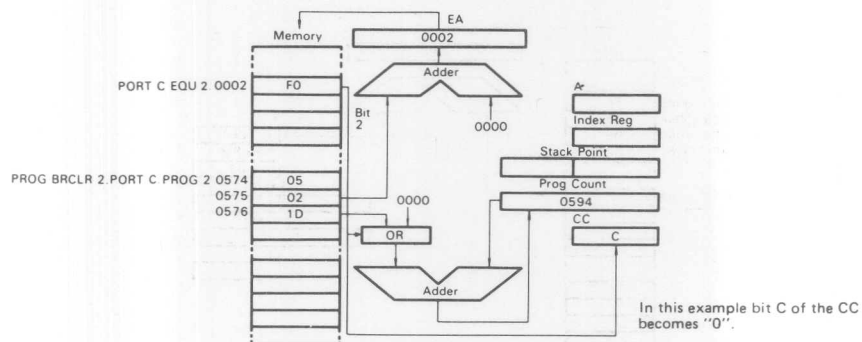 EA
Memory
0002
Adder
PORT C EQU 2 0002 F0
Bit
2
0000
A
Index Reg
Stack Point
PROG BRCLR 2.PORT C PROG 2 0574 05
Prog Count
0575 02
0594
0000
0576 1D
CC
OR
C
Adder
In this example bit C of the CC
becomes "0".